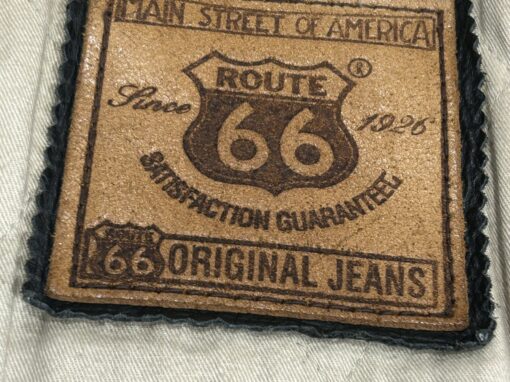 MAIN STREET OF AMERICA
ROUTE ®
Since 66 1926
SATISFACTION GUARANTEED
ROUTE
66 ORIGINAL JEANS